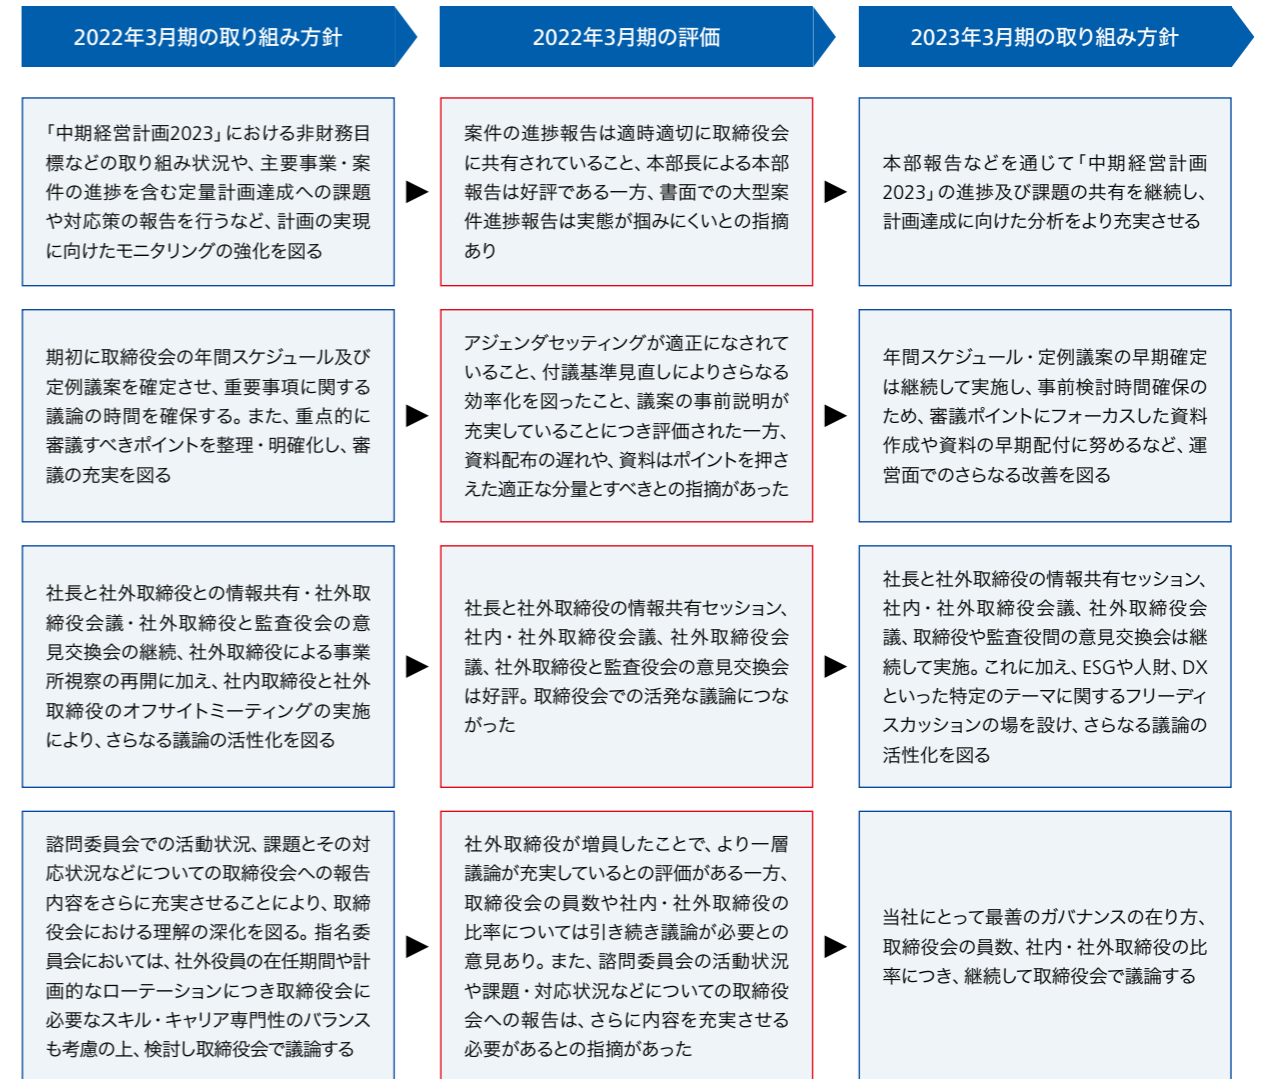 2022年3月期の取り組み方針
2022年3月期の評価
2023年3月期の取り組み方針
「中期経営計画2023」における非財務目
標などの取り組み状況や、主要事業・案
件の進捗を含む定量計画達成への課題
や対応策の報告を行うなど、計画の実現
に向けたモニタリングの強化を図る
案件の進捗報告は適時適切に取締役会
に共有されていること、本部長による本部
報告は好評である一方、書面での大型案
件進捗報告は実態が掴みにくいとの指摘
あり
本部報告などを通じて「中期経営計画
2023」の進捗及び課題の共有を継続し、
計画達成に向けた分析をより充実させる
期初に取締役会の年間スケジュール及び
定例議案を確定させ、重要事項に関する
議論の時間を確保する。また、重点的に
審議すべきポイントを整理・明確化し、審
議の充実を図る
アジェンダセッティングが適正になされて
いること、付議基準見直しによりさらなる
効率化を図ったこと、議案の事前説明が
充実していることにつき評価された一方、
資料配布の遅れや、資料はポイントを押さ
えた適正な分量とすべきとの指摘があった
年間スケジュール・定例議案の早期確定
は継続して実施し、事前検討時間確保の
ため、審議ポイントにフォーカスした資料
作成や資料の早期配付に努めるなど、運
営面でのさらなる改善を図る
社長と社外取締役との情報共有・社外取
締役会議・社外取締役と監査役会の意
見交換会の継続、社外取締役による事業
所視察の再開に加え、社内取締役と社外
取締役のオフサイトミーティングの実施
により、さらなる議論の活性化を図る
社長と社外取締役の情報共有セッション、
社内・社外取締役会議、社外取締役会
議、社外取締役と監査役会の意見交換会
は好評。取締役会での活発な議論につな
がった
社長と社外取締役の情報共有セッション、
社内・社外取締役会議、社外取締役会
議、取締役や監査役間の意見交換会は継
続して実施。これに加え、ESGや人財、DX
といった特定のテーマに関するフリーディ
スカッションの場を設け、さらなる議論の
活性化を図る
諮問委員会での活動状況、課題とその対
応状況などについての取締役会への報告
内容をさらに充実させることにより、取締
役会における理解の深化を図る。指名委
員会においては、社外役員の在任期間や計
画的なローテーションにつき取締役会に
必要なスキル・キャリア専門性のバランス
も考慮の上、検討し取締役会で議論する
社外取締役が増員したことで、より一層
議論が充実しているとの評価がある一方、
取締役会の員数や社内・社外取締役の
比率については引き続き議論が必要との
意見あり。また、諮問委員会の活動状況
や課題・対応状況などについての取締役
会への報告は、さらに内容を充実させる
必要があるとの指摘があった
当社にとって最善のガバナンスの在り方、
取締役会の員数、社内・社外取締役の比
率につき、継続して取締役会で議論する